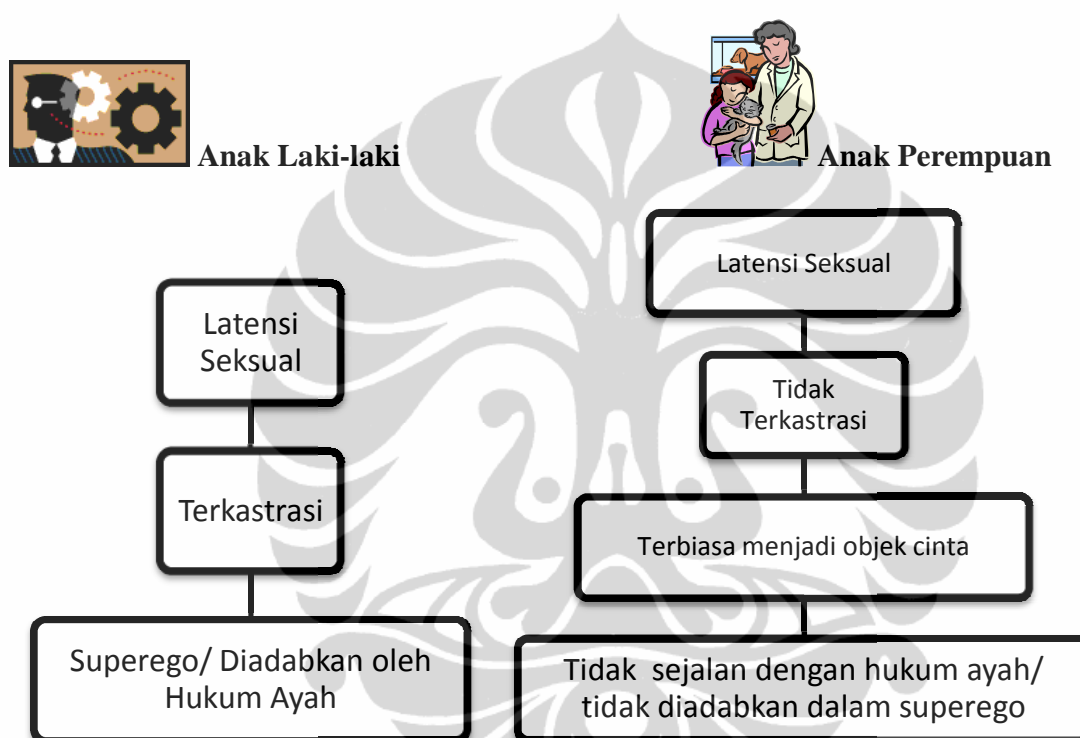 Anak Laki-laki
Latensi
Seksual
Terkastrasi
Superego/ Diadabkan oleh
Hukum Ayah
Anak Perempuan
Latensi Seksual
Tidak
Terkastrasi
Terbiasa menjadi objek cinta
Tidak sejalan dengan hukum ayah/
tidak diadabkan dalam superego